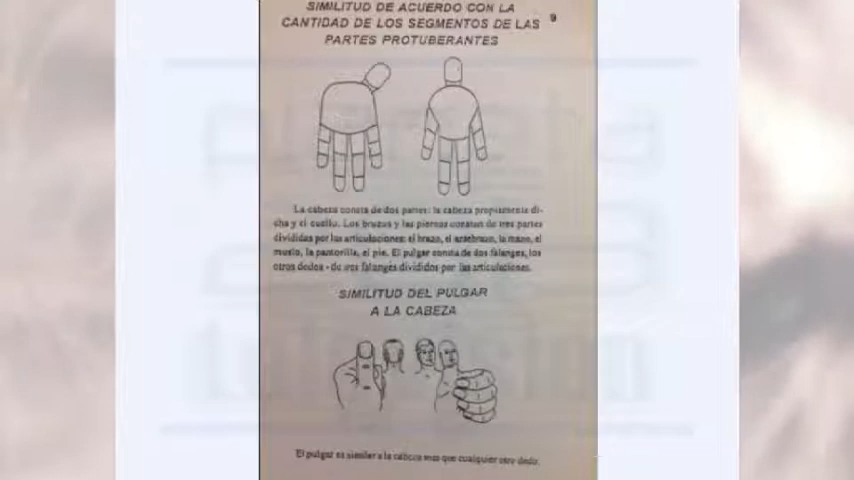 SIMILITUD DE ACUERDO CON LA
CANTIDAD DE LOS SEGMENTOS DE LAS
PARTES PROTUBERANTES
9
La cabeza consta de dos partes: la cabeza propiamente di-
cha y el cuello. Los brazos y las piernas constan de tres partes
divididas por las articulaciones: el brazo, el antebrazo, la mano, el
muslo, la pantorilla, el pie. El pulgar consta de dos falanges, los
otros dedos - de tres falanges divididos por las articulaciones.
SIMILITUD DEL PULGAR
A LA CABEZA
El pulgar es similar a la cabeza mas que cualquier otro dedo.